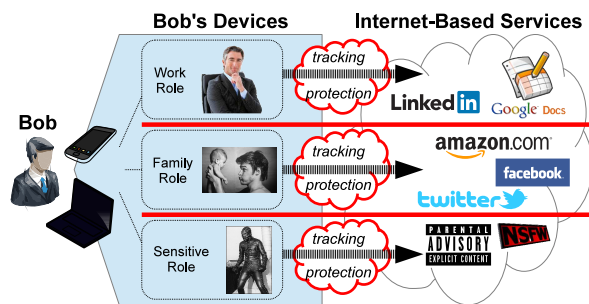 Bob's Devices
Internet-Based Services
Bob
Work
Role
tracking
protection
LinkedIn
Google Docs
Family
Role
tracking
protection
amazon.com
facebook
twitter
Sensitive
Role
tracking
protection
PARENTAL
ADVISORY
EXPLICIT CONTENT
NSFW